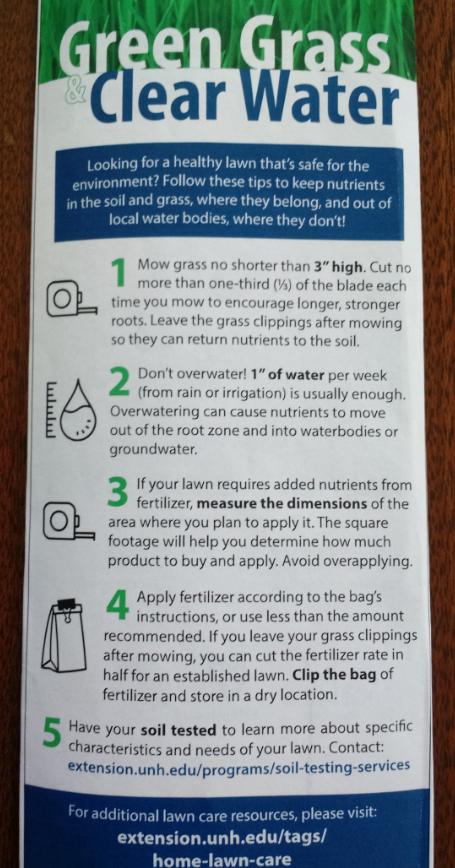 Green Grass
& Clear Water
Looking for a healthy lawn that's safe for the
environment? Follow these tips to keep nutrients
in the soil and grass, where they belong, and out of
local water bodies, where they don't!
1 Mow grass no shorter than 3" high. Cut no
more than one-third (⅓) of the blade each
time you mow to encourage longer, stronger
roots. Leave the grass clippings after mowing
so they can return nutrients to the soil.
2 Don't overwater! 1" of water per week
(from rain or irrigation) is usually enough.
Overwatering can cause nutrients to move
out of the root zone and into waterbodies or
groundwater.
3 If your lawn requires added nutrients from
fertilizer, measure the dimensions of the
area where you plan to apply it. The square
footage will help you determine how much
product to buy and apply. Avoid overapplying.
4 Apply fertilizer according to the bag's
instructions, or use less than the amount
recommended. If you leave your grass clippings
after mowing, you can cut the fertilizer rate in
half for an established lawn. Clip the bag of
fertilizer and store in a dry location.
5 Have your soil tested to learn more about specific
characteristics and needs of your lawn. Contact:
extension.unh.edu/programs/soil-testing-services
For additional lawn care resources, please visit:
extension.unh.edu/tags/
home-lawn-care